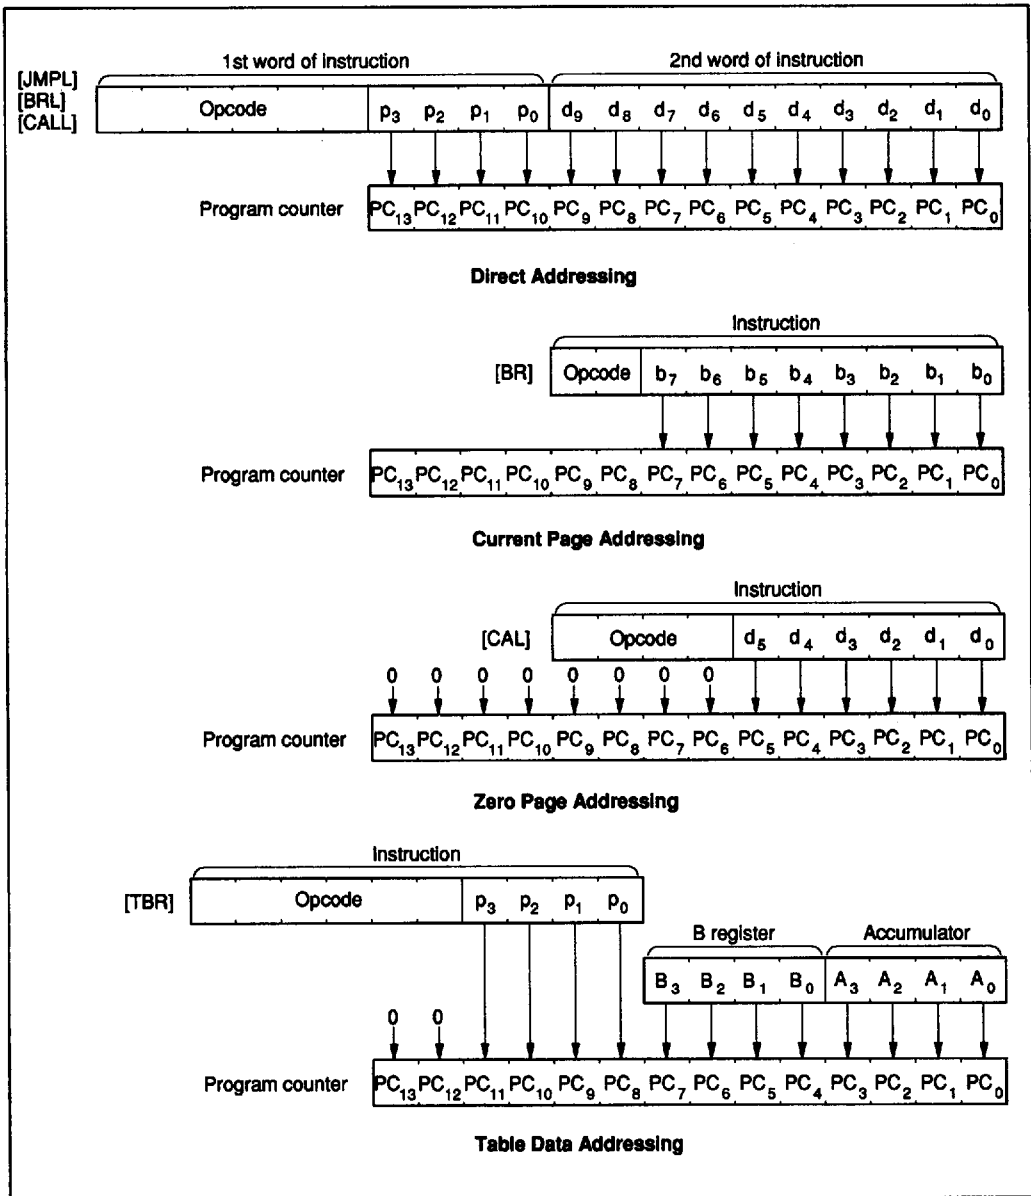 1st word of instruction 2nd word of instruction
[JMPL]
[BRL]
[CALL]
Opcode p3 p2 p1 p0 d9 d8 d7 d6 d5 d4 d3 d2 d1 d0
Program counter PC13 PC12 PC11 PC10 PC9 PC8 PC7 PC6 PC5 PC4 PC3 PC2 PC1 PC0
Direct Addressing
Instruction
[BR] Opcode b7 b6 b5 b4 b3 b2 b1 b0
Program counter PC13 PC12 PC11 PC10 PC9 PC8 PC7 PC6 PC5 PC4 PC3 PC2 PC1 PC0
Current Page Addressing
Instruction
[CAL] Opcode d5 d4 d3 d2 d1 d0
0 0 0 0 0 0 0 0
Program counter PC13 PC12 PC11 PC10 PC9 PC8 PC7 PC6 PC5 PC4 PC3 PC2 PC1 PC0
Zero Page Addressing
Instruction
[TBR] Opcode p3 p2 p1 p0
B register Accumulator
B3 B2 B1 B0 A3 A2 A1 A0
0 0
Program counter PC13 PC12 PC11 PC10 PC9 PC8 PC7 PC6 PC5 PC4 PC3 PC2 PC1 PC0
Table Data Addressing